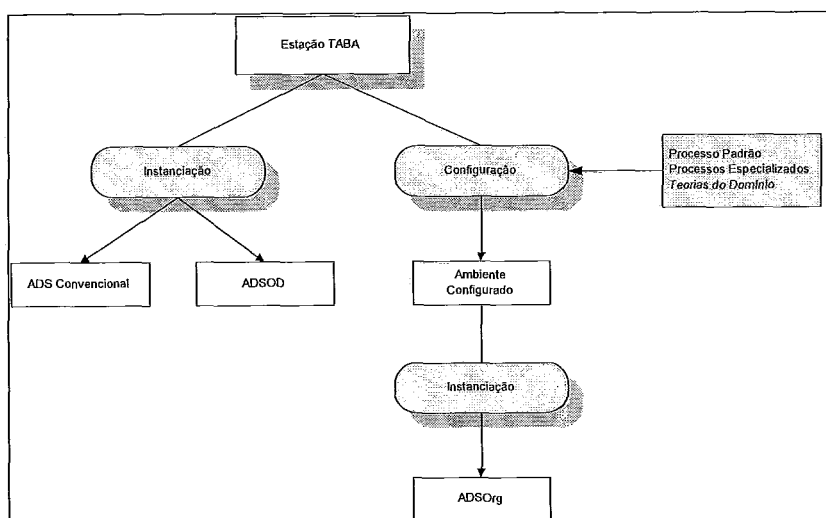 Estação TABA
Instanciação
Configuração
Processo Padrão
Processos Especializados
Teorias do Domínio
ADS Convencional
ADSOD
Ambiente
Configurado
Instanciação
ADSOrg